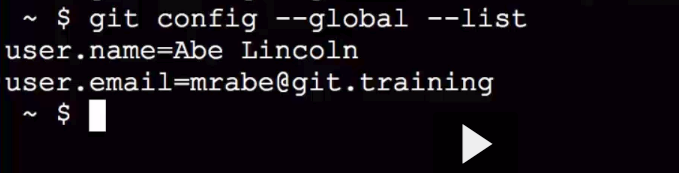 ~ $ git config --global --list
user.name=Abe Lincoln
user.email=mrabe@git.training
~ $